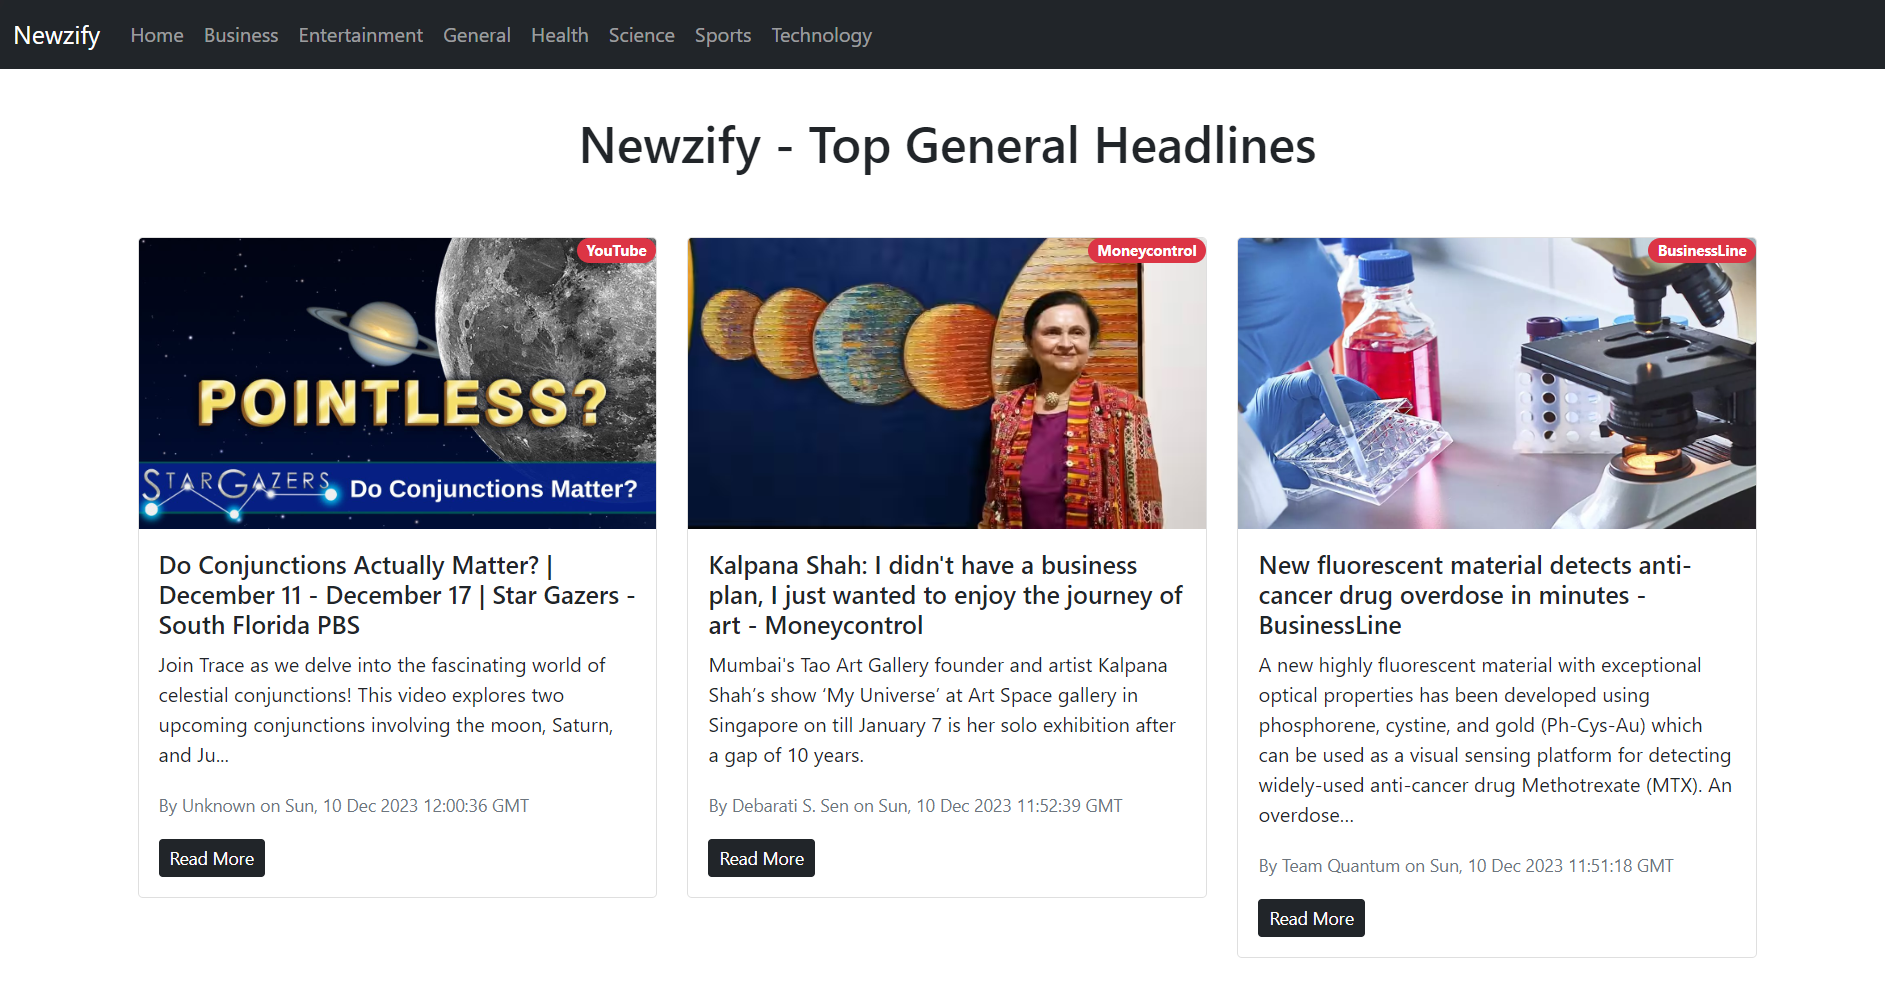 Newzify Home Business Entertainment General Health Science Sports Technology
Newzify - Top General Headlines
YouTube
POINTLESS?
STARGAZERS Do Conjunctions Matter?
Do Conjunctions Actually Matter? |
December 11 - December 17 | Star Gazers -
South Florida PBS
Join Trace as we delve into the fascinating world of
celestial conjunctions! This video explores two
upcoming conjunctions involving the moon, Saturn,
and Ju...
By Unknown on Sun, 10 Dec 2023 12:00:36 GMT
Read More
Moneycontrol
Kalpana Shah: I didn't have a business
plan, I just wanted to enjoy the journey of
art - Moneycontrol
Mumbai's Tao Art Gallery founder and artist Kalpana
Shah’s show ‘My Universe’ at Art Space gallery in
Singapore on till January 7 is her solo exhibition after
a gap of 10 years.
By Debarati S. Sen on Sun, 10 Dec 2023 11:52:39 GMT
Read More
BusinessLine
New fluorescent material detects anti-
cancer drug overdose in minutes -
BusinessLine
A new highly fluorescent material with exceptional
optical properties has been developed using
phosphorene, cystine, and gold (Ph-Cys-Au) which
can be used as a visual sensing platform for detecting
widely-used anti-cancer drug Methotrexate (MTX). An
overdose...
By Team Quantum on Sun, 10 Dec 2023 11:51:18 GMT
Read More